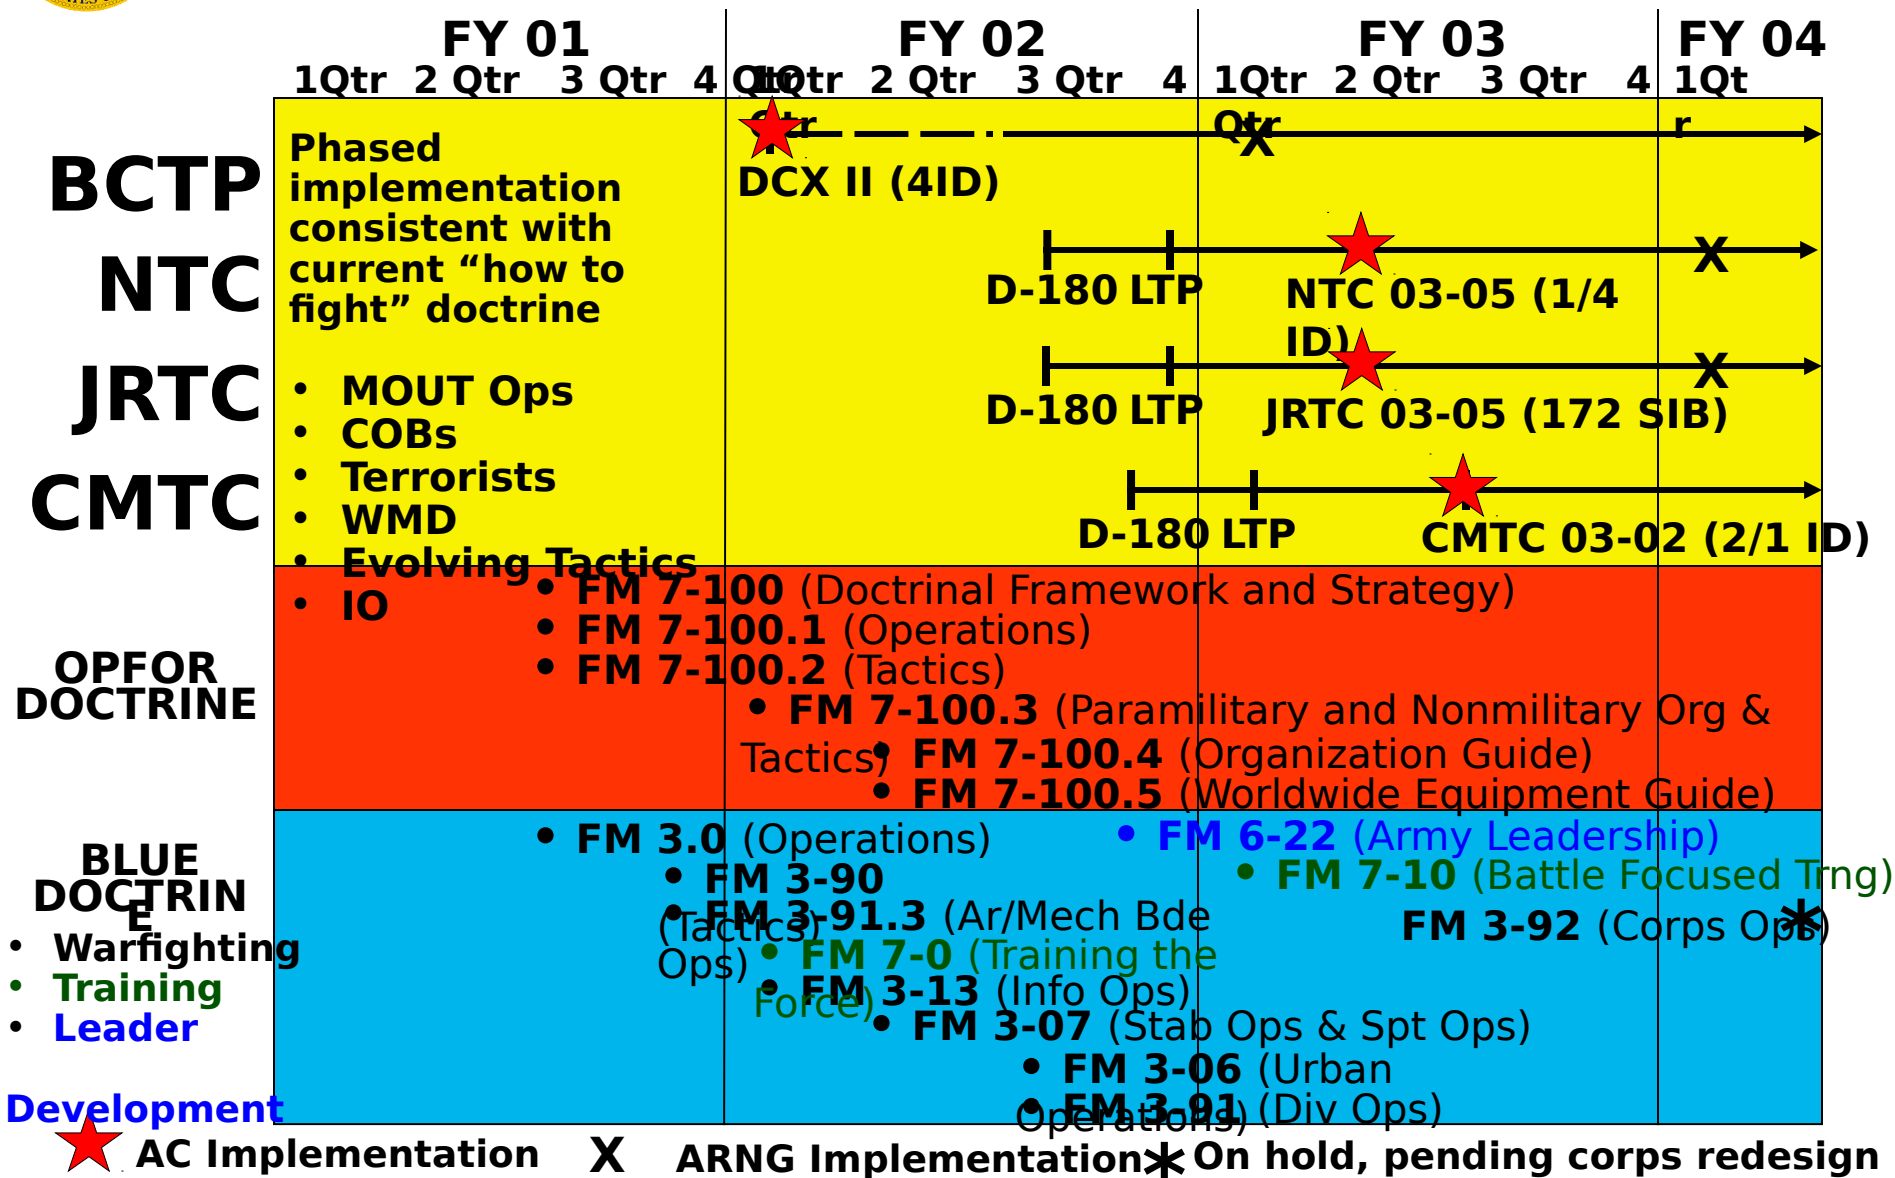 FY 01
FY 02
FY 03
FY 04
1Qtr 2 Qtr 3 Qtr 4 Qtr
1Qtr 2 Qtr 3 Qtr 4
Qtr
1Qtr 2 Qtr 3 Qtr 4
Qtr
1Qt
r
BCTP
NTC
JRTC
CMTC
Phased
implementation
consistent with
current “how to
fight” doctrine
• MOUT Ops
• COBs
• Terrorists
• WMD
• Evolving Tactics
• IO
X
DCX II (4ID)
X
D-180 LTP
NTC 03-05 (1/4
ID)
X
D-180 LTP
JRTC 03-05 (172 SIB)
D-180 LTP
CMTC 03-02 (2/1 ID)
OPFOR
DOCTRINE
• FM 7-100 (Doctrinal Framework and Strategy)
• FM 7-100.1 (Operations)
• FM 7-100.2 (Tactics)
• FM 7-100.3 (Paramilitary and Nonmilitary Org &
Tactics)
• FM 7-100.4 (Organization Guide)
• FM 7-100.5 (Worldwide Equipment Guide)
BLUE
DOCTRIN
E
• Warfighting
• Training
• Leader
Development
• FM 3.0 (Operations)
• FM 3-90
(Tactics)
• FM 3-91.3 (Ar/Mech Bde
Ops)
• FM 7-0 (Training the
Force)
• FM 3-13 (Info Ops)
• FM 3-07 (Stab Ops & Spt Ops)
• FM 3-06 (Urban
Operations)
• FM 3-91 (Div Ops)
• FM 6-22 (Army Leadership)
• FM 7-10 (Battle Focused Trng)
FM 3-92 (Corps Ops)
*
AC Implementation
X ARNG Implementation
* On hold, pending corps redesign